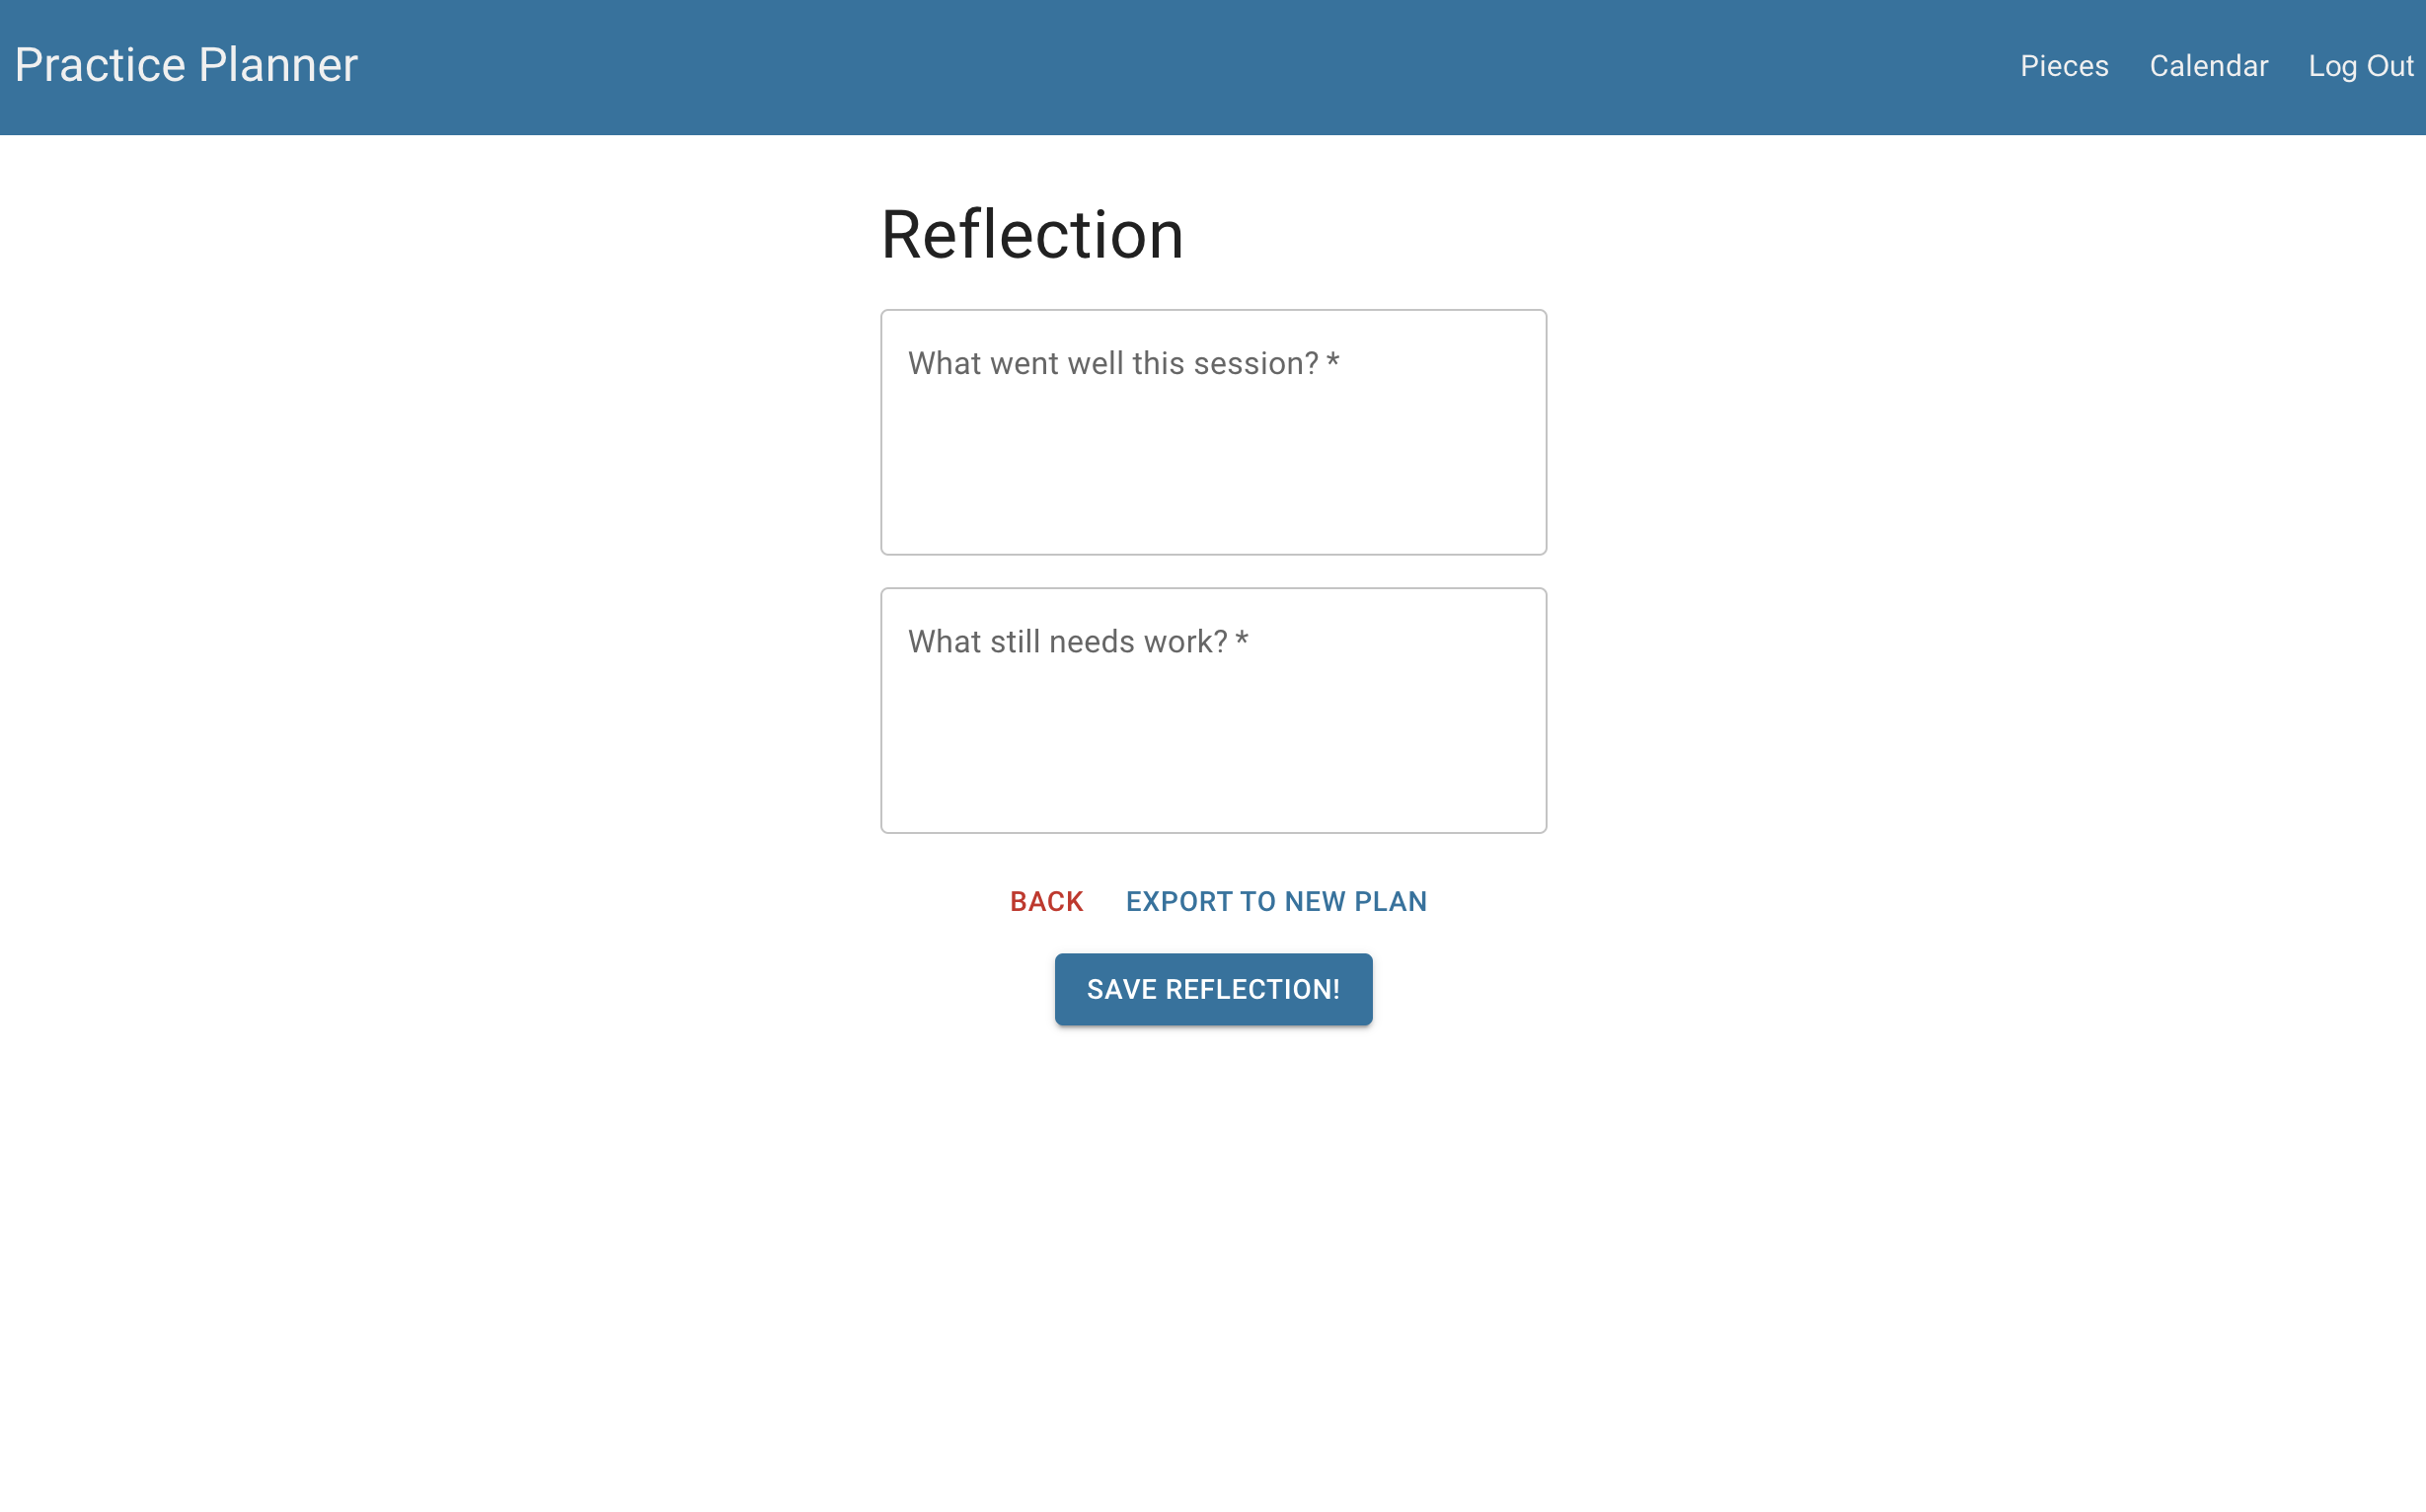 Practice Planner
Pieces Calendar Log Out
Reflection
What went well this session? *
What still needs work? *
BACK EXPORT TO NEW PLAN
SAVE REFLECTION!